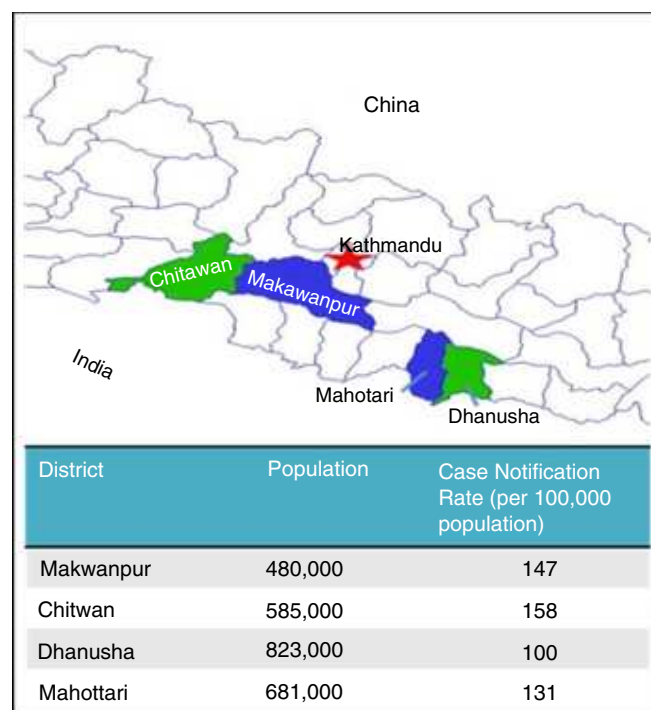 China
Kathmandu
Chitawan
Makawanpur
India
Mahotari
Dhanusha
District Population Case Notification
Rate (per 100,000
population)
Makwanpur 480,000 147
Chitwan 585,000 158
Dhanusha 823,000 100
Mahottari 681,000 131